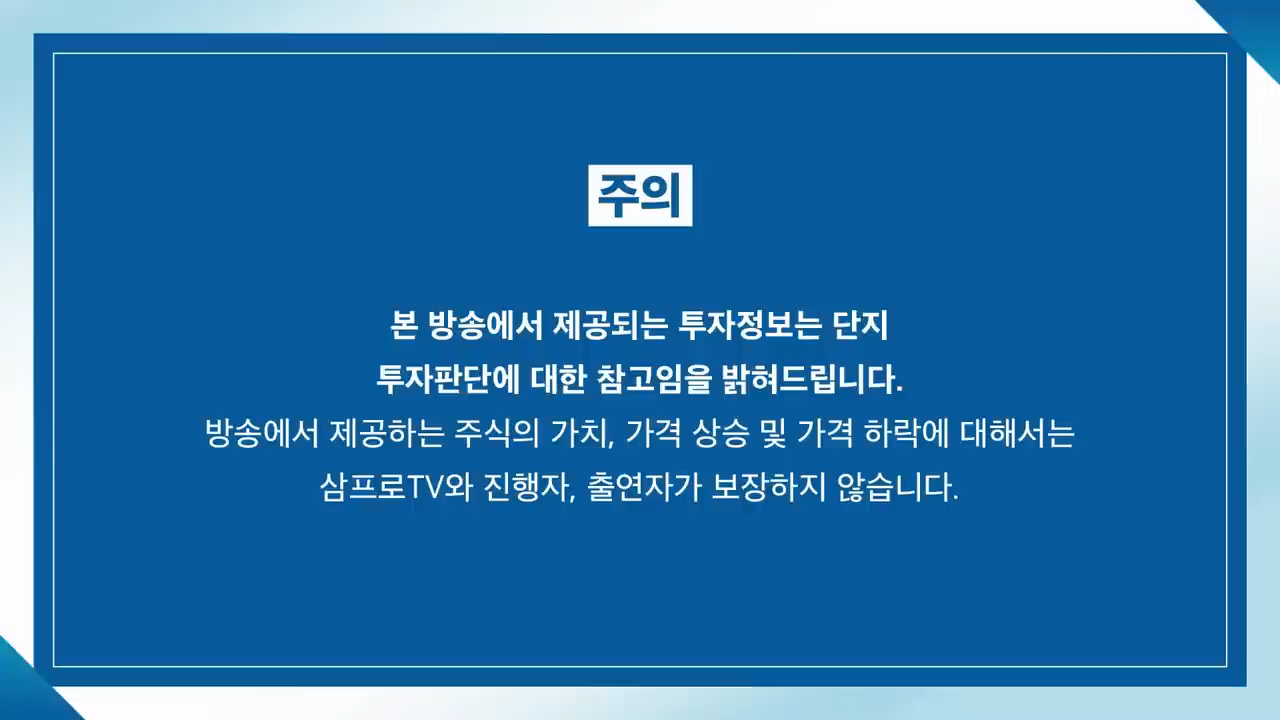 주의
본 방송에서 제공되는 투자정보는 단지
투자판단에 대한 참고임을 밝혀드립니다.
방송에서 제공하는 주식의 가치, 가격 상승 및 가격 하락에 대해서는
삼프로TV와 진행자, 출연자가 보장하지 않습니다.